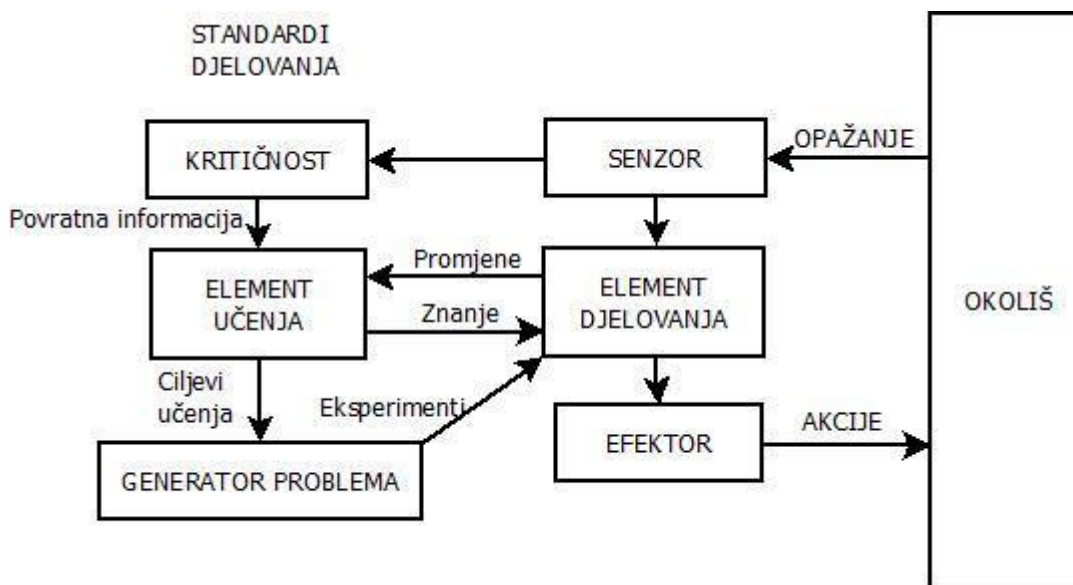 STANDARDI
DJELOVANJA
OPAŽANJE
KRITIČNOST
SENZOR
Povratna informacija
Promjene
ELEMENT
UČENJA
ELEMENT
DJELOVANJA
OKOLIŠ
Znanje
Ciljevi
učenja
Eksperimenti
AKCIJE
EFEKTOR
GENERATOR PROBLEMA